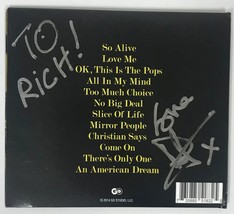 TO
RICH!
So Alive
Love Me
OK, This Is The Pops
All In My Mind
Too Much Choice
No Big Deal
Slice Of Life
Mirror People
Christian Says
Come On
There's Only One
An American Dream
love
X